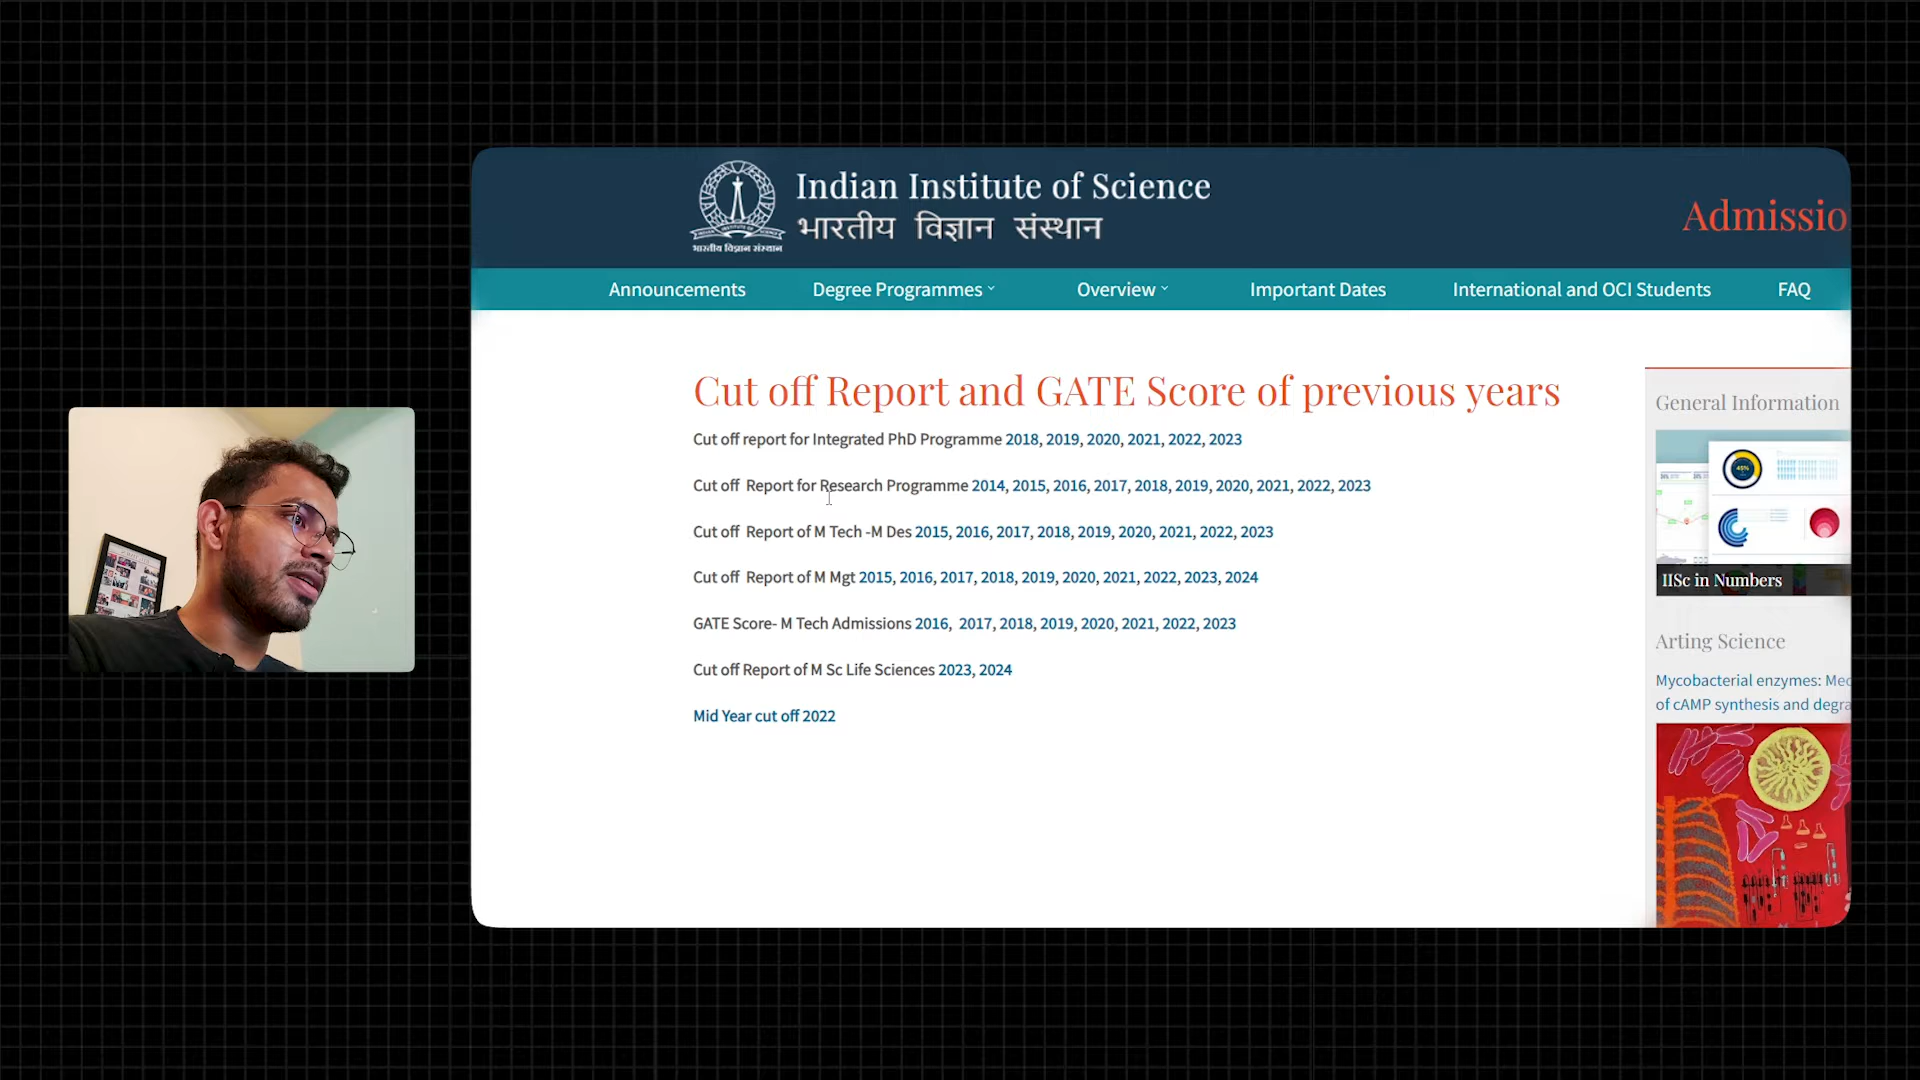 Indian Institute of Science
भारतीय विज्ञान संस्थान
भारतीय विज्ञान संस्थान
Admissio
Announcements
Degree Programmes
Overview
Important Dates
International and OCI Students
FAQ
Cut off Report and GATE Score of previous years
Cut off report for Integrated PhD Programme 2018, 2019, 2020, 2021, 2022, 2023
Cut off Report for Research Programme 2014, 2015, 2016, 2017, 2018, 2019, 2020, 2021, 2022, 2023
Cut off Report of M Tech -M Des 2015, 2016, 2017, 2018, 2019, 2020, 2021, 2022, 2023
Cut off Report of M Mgt 2015, 2016, 2017, 2018, 2019, 2020, 2021, 2022, 2023, 2024
GATE Score- M Tech Admissions 2016, 2017, 2018, 2019, 2020, 2021, 2022, 2023
Cut off Report of M Sc Life Sciences 2023, 2024
Mid Year cut off 2022
General Information
45%
IISc in Numbers
Arting Science
Mycobacterial enzymes: Mec
of cAMP synthesis and degra